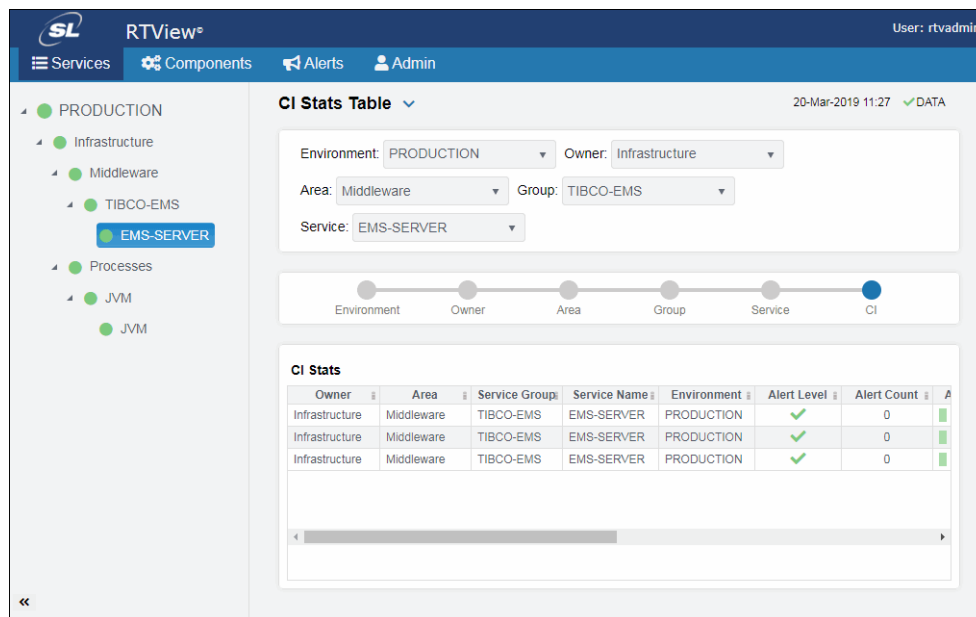 SL RTView®
User: rtvadmin
Services Components Alerts Admin
PRODUCTION
Infrastructure
Middleware
TIBCO-EMS
EMS-SERVER
Processes
JVM
JVM
CI Stats Table
20-Mar-2019 11:27 DATA
Environment: PRODUCTION Owner: Infrastructure
Area: Middleware Group: TIBCO-EMS
Service: EMS-SERVER
Environment Owner Area Group Service CI
CI Stats
Owner Area Service Group Service Name Environment Alert Level Alert Count A
Infrastructure Middleware TIBCO-EMS EMS-SERVER PRODUCTION 0
Infrastructure Middleware TIBCO-EMS EMS-SERVER PRODUCTION 0
Infrastructure Middleware TIBCO-EMS EMS-SERVER PRODUCTION 0